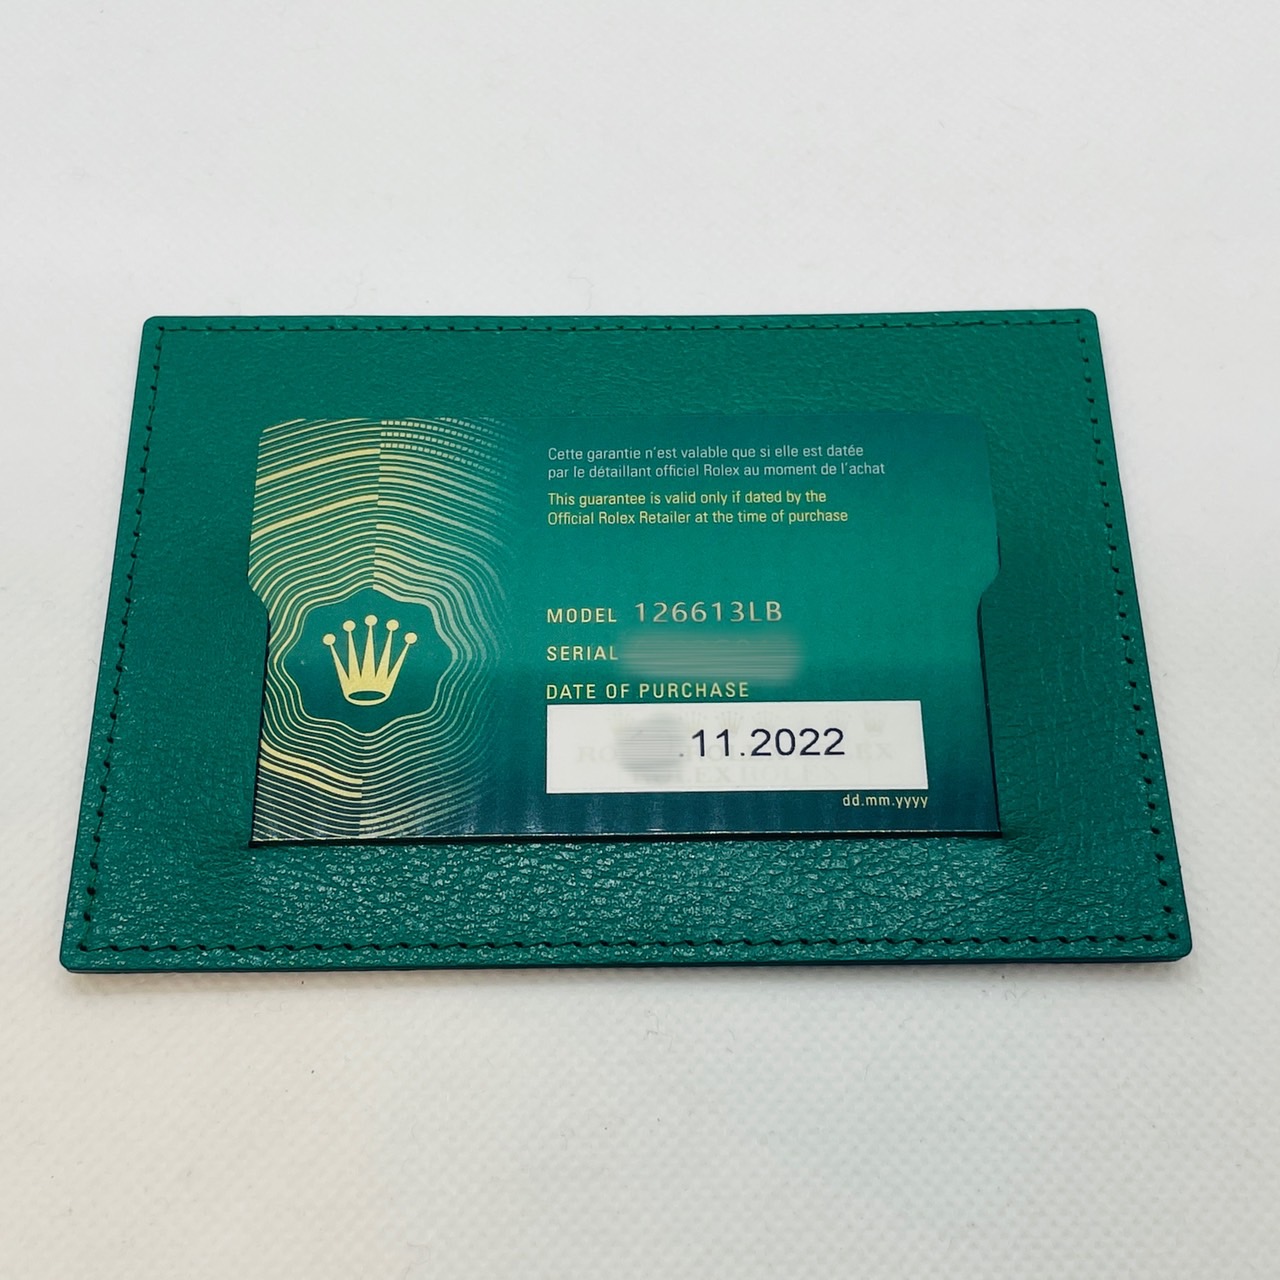 Cette garantie n'est valable que si elle est datée
par le détaillant officiel Rolex au moment de l'achat
This guarantee is valid only if dated by the
Official Rolex Retailer at the time of purchase
MODEL 126613LB
SERIAL
DATE OF PURCHASE
.11.2022
dd.mm.yyyy